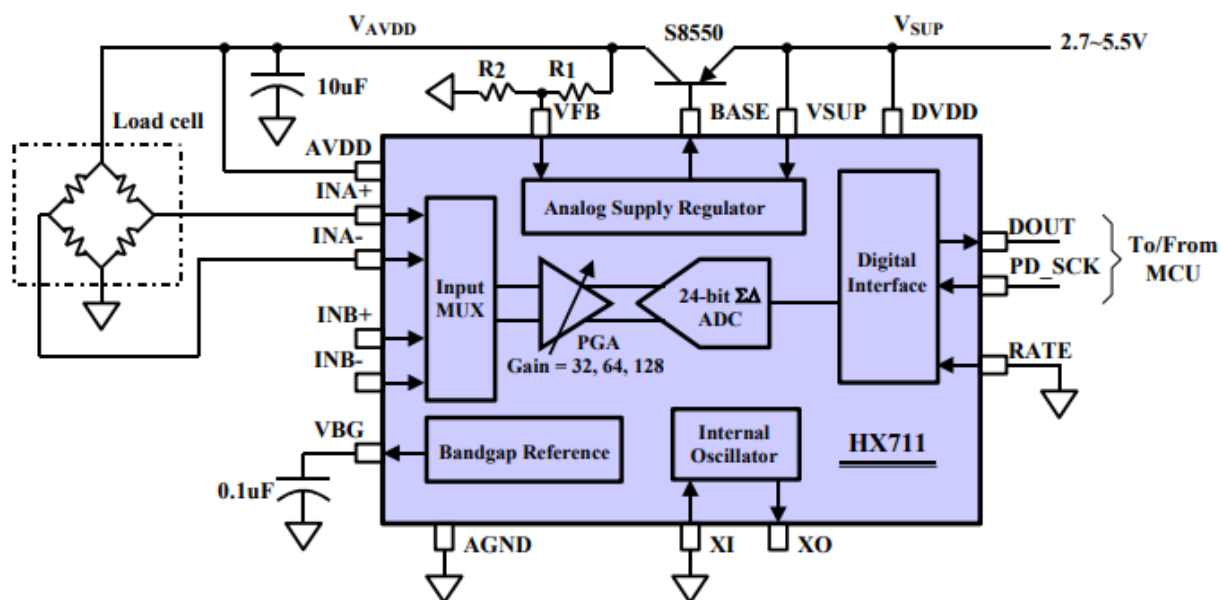 VAVDD
S8550
VSUP
2.7~5.5V
10uF
R2
R1
VFB
BASE
VSUP
DVDD
Load cell
AVDD
INA+
INA-
INB+
INB-
VBG
0.1uF
Analog Supply Regulator
Input
MUX
PGA
Gain = 32, 64, 128
24-bit ΣΔ
ADC
Digital
Interface
DOUT
PD_SCK
To/From
MCU
RATE
Bandgap Reference
Internal
Oscillator
HX711
AGND
XI
XO